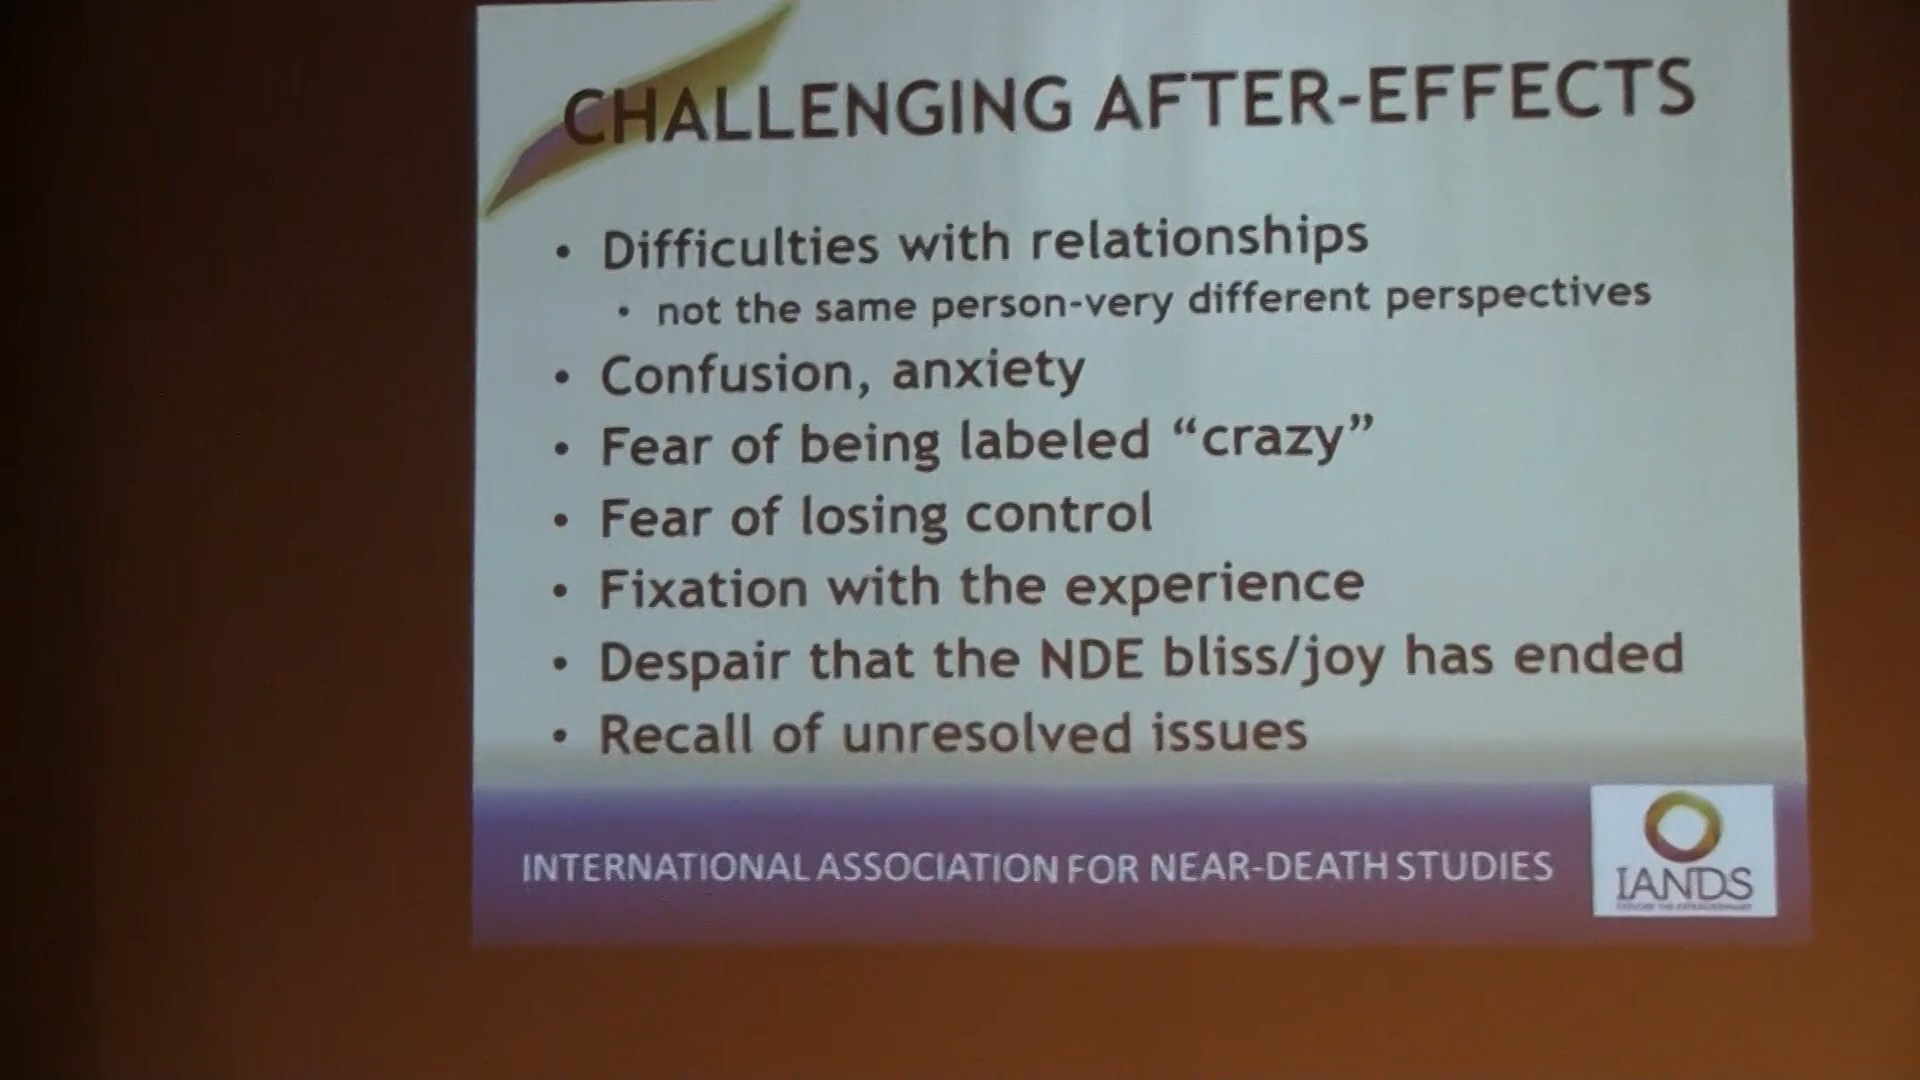 CHALLENGING AFTER-EFFECTS
• Difficulties with relationships
• not the same person-very different perspectives
• Confusion, anxiety
• Fear of being labeled “crazy”
• Fear of losing control
• Fixation with the experience
• Despair that the NDE bliss/joy has ended
• Recall of unresolved issues
INTERNATIONAL ASSOCIATION FOR NEAR-DEATH STUDIES
IANDS